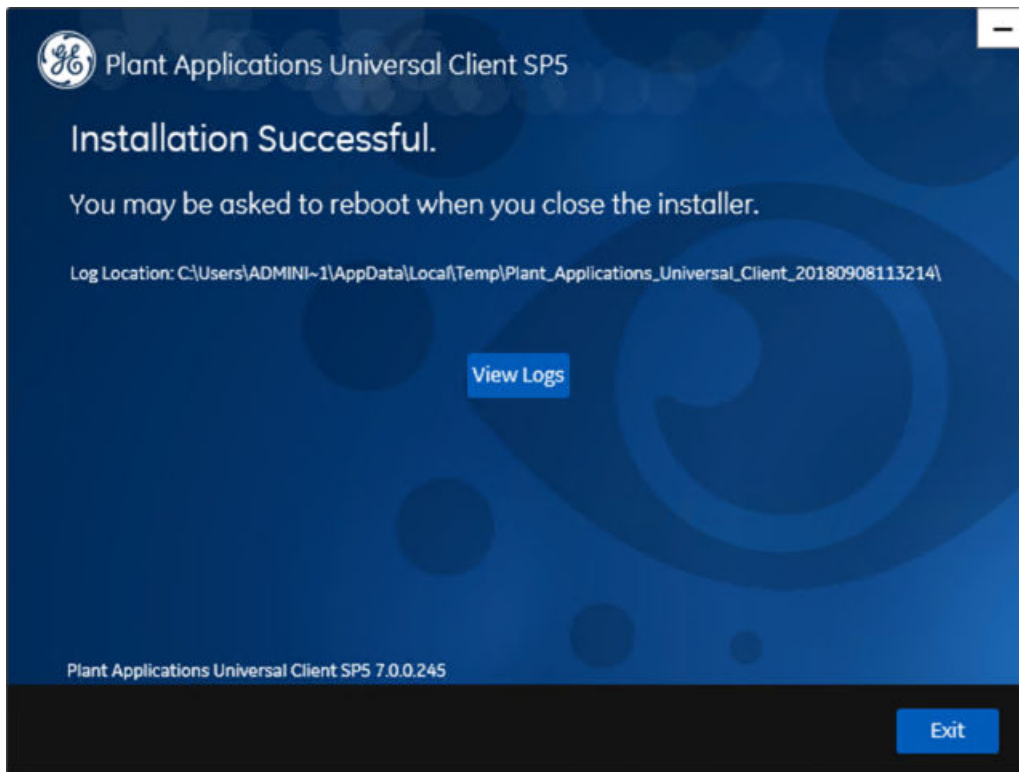 Plant Applications Universal Client SP5
Installation Successful.
You may be asked to reboot when you close the installer.
Log Location: C:\Users\ADMINI~1\AppData\Local\Temp\Plant_Applications_Universal_Client_20180908113214\
View Logs
Plant Applications Universal Client SP5 7.0.0.245
Exit